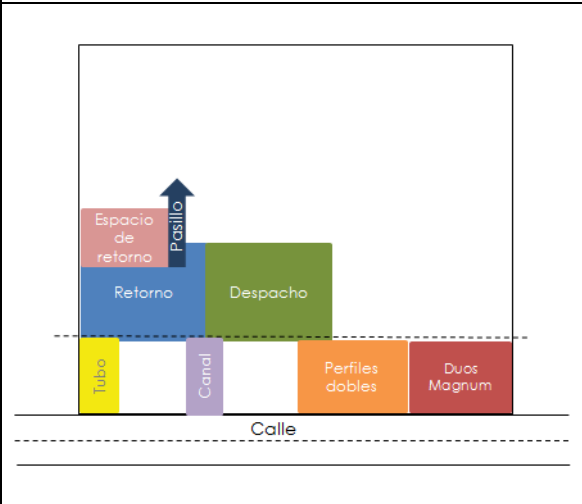 Espacio
de
retorno
Pasillo
Retorno
Despacho
Tubo
Canal
Perfiles
dobles
Duos
Magnum
Calle